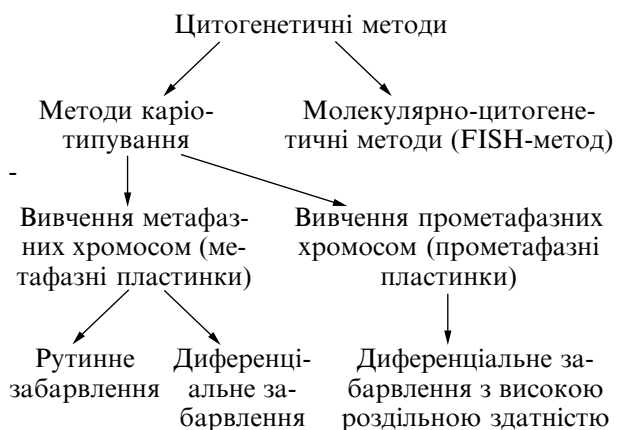 Цитогенетичні методи
Методи каріо-
типування
Молекулярно-цитогене-
тичні методи (FISH-метод)
-
Вивчення метафаз-
них хромосом (ме-
тафазні пластинки)
Вивчення прометафазних
хромосом (прометафазні
пластинки)
Рутинне
забарвлення
Диференці-
альне за-
барвлення
Диференціальне за-
барвлення з високою
роздільною здатністю